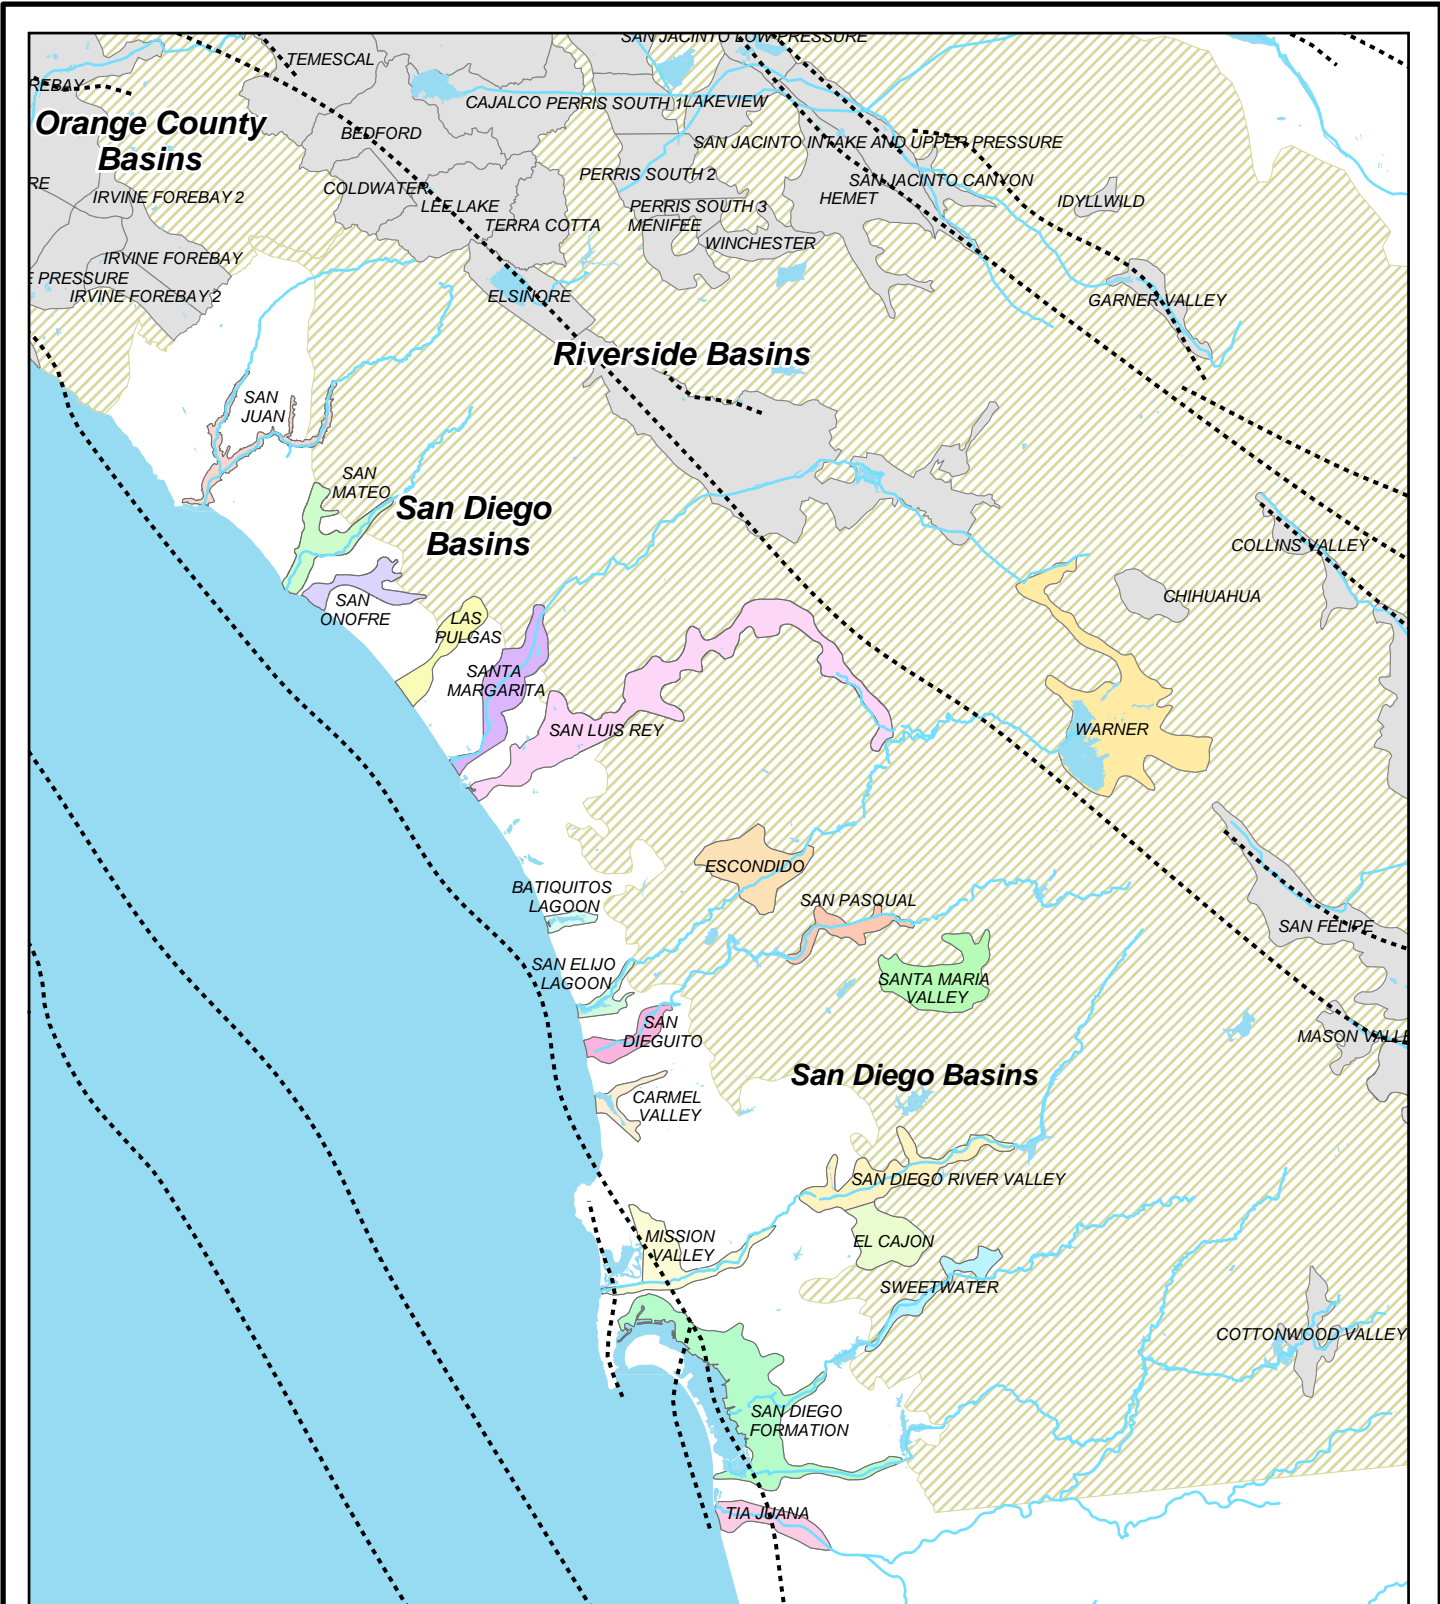 SAN JACINTO LOW PRESSURE
TEMESCAL
REBAY
CAJALCO
PERRIS SOUTH 1
LAKEVIEW
Orange County
Basins
BEDFORD
SAN JACINTO INTAKE AND UPPER PRESSURE
RE
IRVINE FOREBAY 2
COLDWATER
LEE LAKE
TERRA COTTA
PERRIS SOUTH 2
PERRIS SOUTH 3
MENIFEE
WINCHESTER
HEMET
SAN JACINTO CANYON
IDYLLWILD
IRVINE FOREBAY
E PRESSURE
IRVINE FOREBAY 2
ELSINORE
GARNER VALLEY
Riverside Basins
SAN
JUAN
SAN
MATEO
San Diego
Basins
COLLINS VALLEY
CHIHUAHUA
SAN
ONOFRE
LAS
PULGAS
SANTA
MARGARITA
SAN LUIS REY
WARNER
ESCONDIDO
BATIQUITOS
LAGOON
SAN PASQUAL
SAN FELIPE
SAN ELIJO
LAGOON
SANTA MARIA
VALLEY
SAN
DIEGUITO
MASON VALLE
San Diego Basins
CARMEL
VALLEY
SAN DIEGO RIVER VALLEY
MISSION
VALLEY
EL CAJON
SWEETWATER
COTTONWOOD VALLEY
SAN DIEGO
FORMATION
TIA JUANA